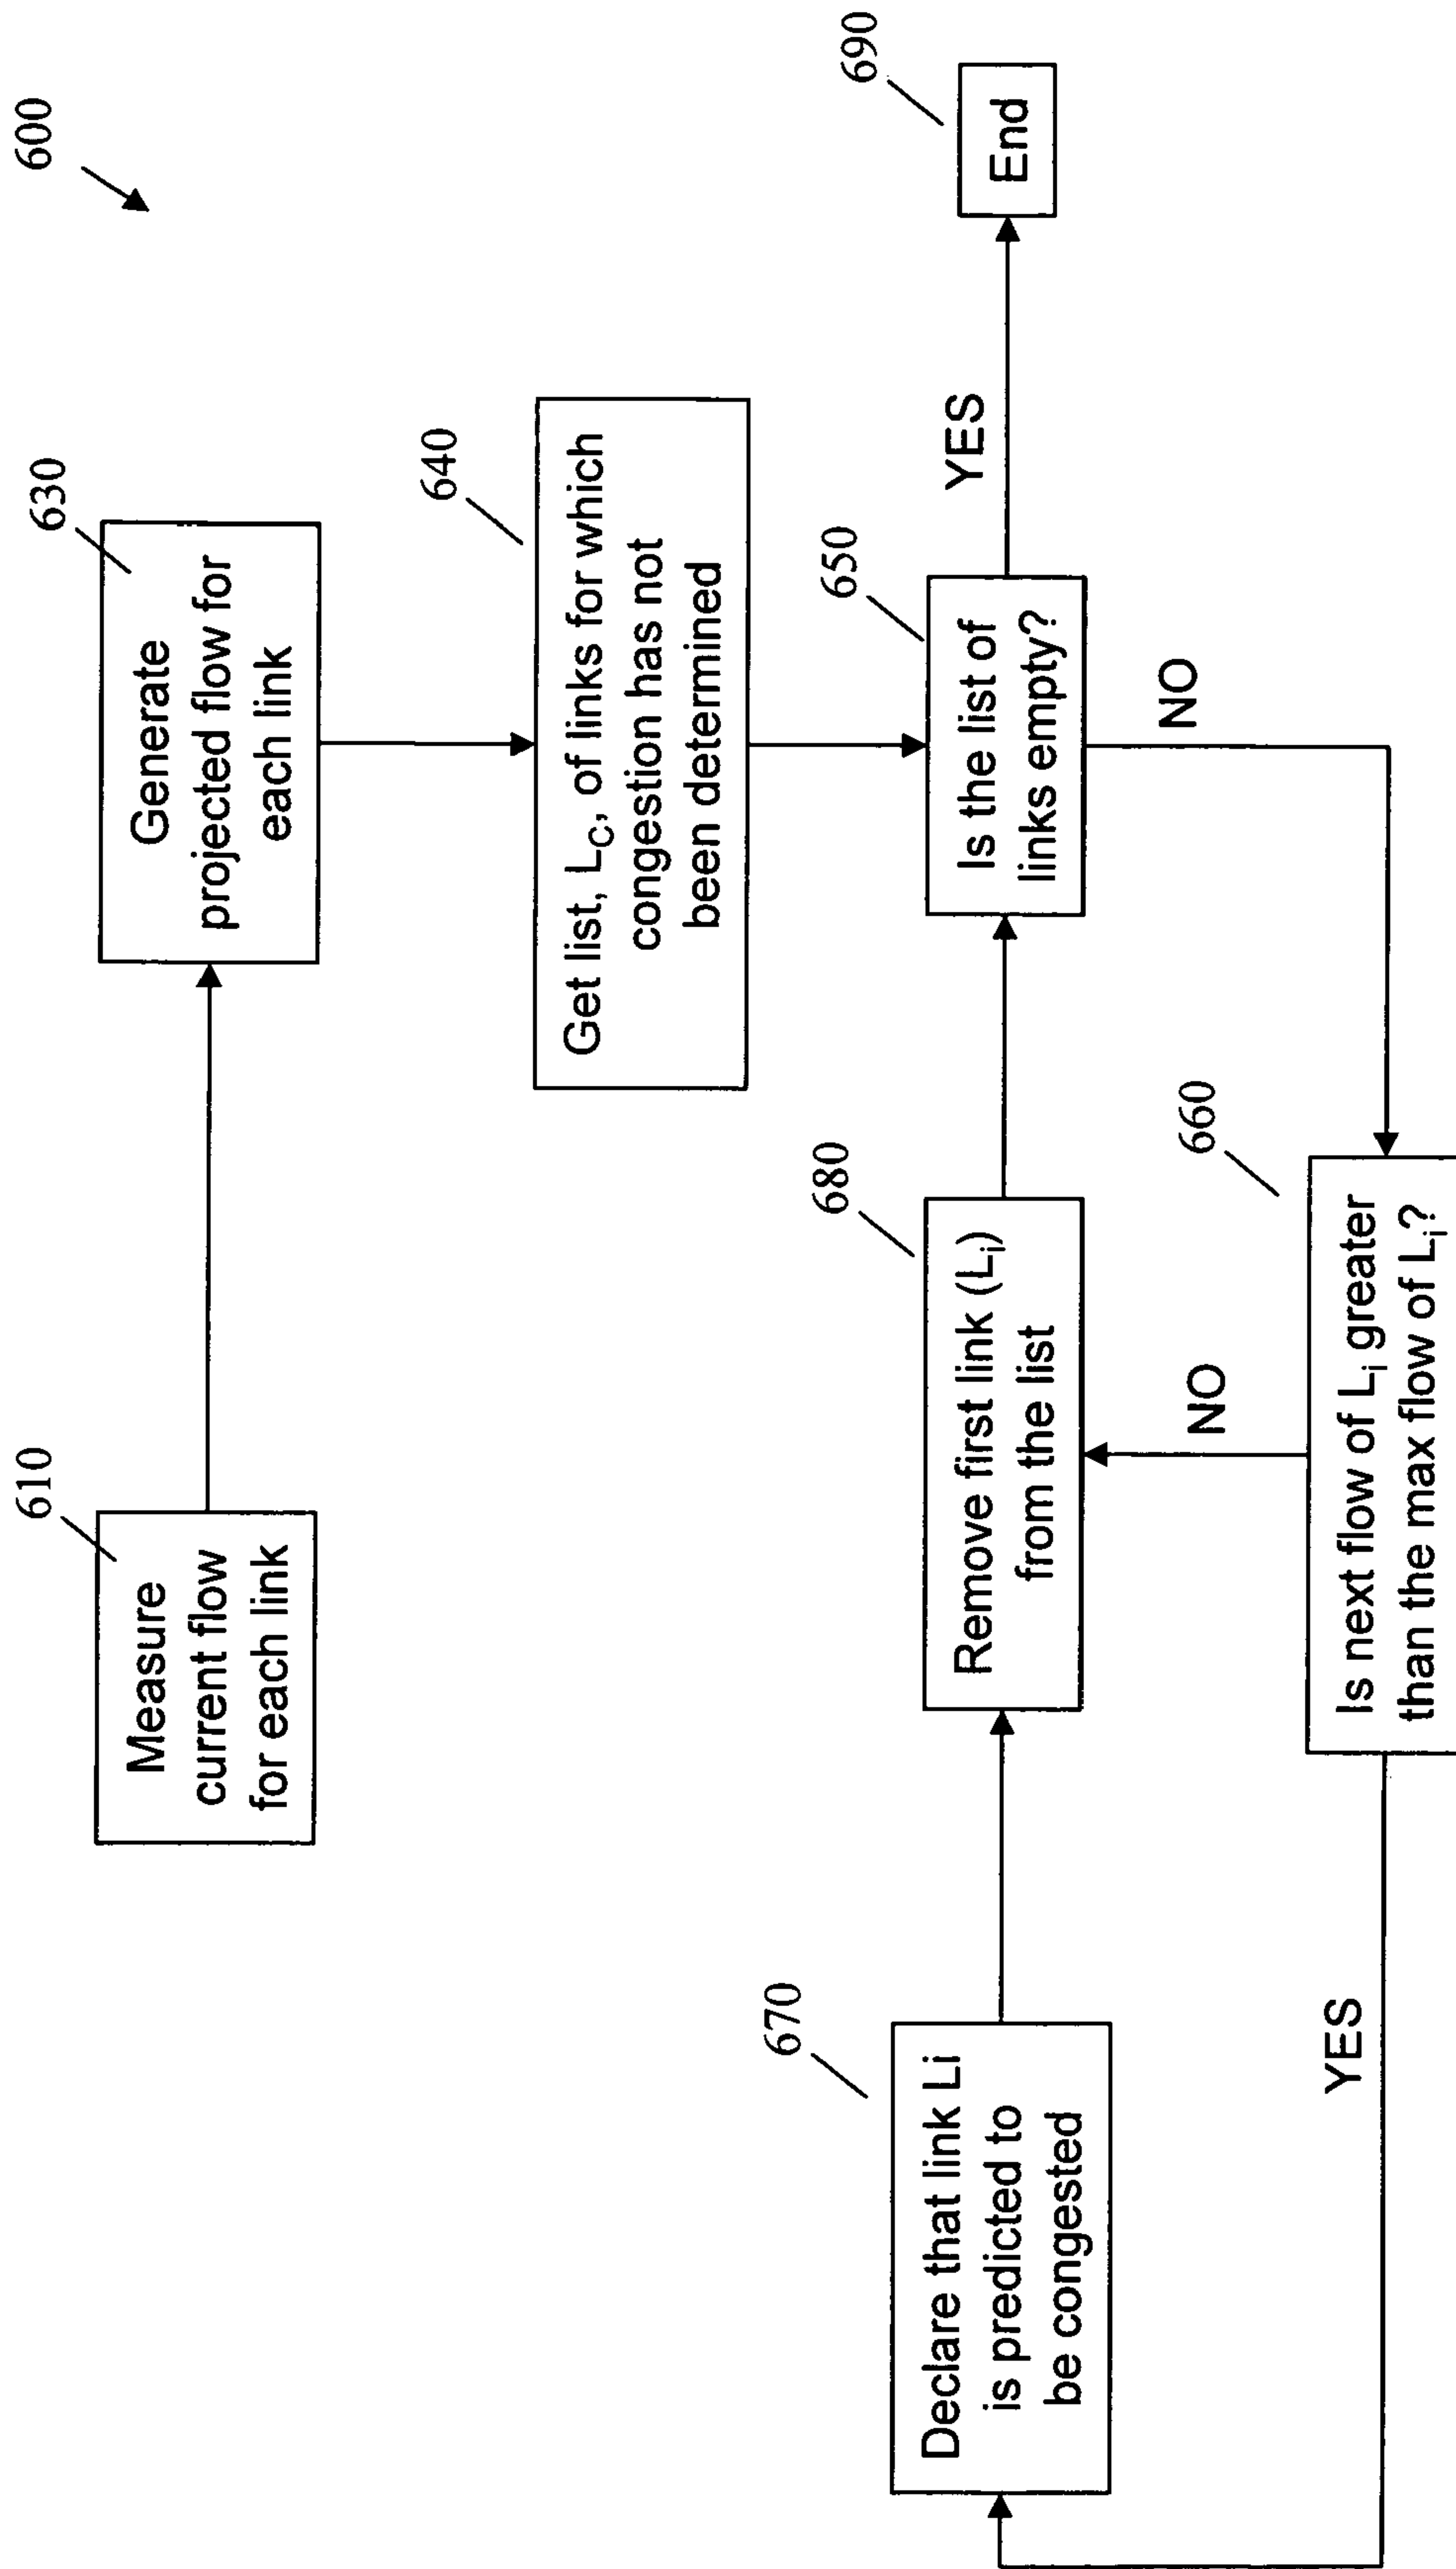 600
610
Measure
current flow
for each link
630
Generate
projected flow for
each link
640
Get list, L_C, of links for which
congestion has not
been determined
650
Is the list of
links empty?
YES
690
End
NO
660
Is next flow of L_i greater
than the max flow of L_i?
NO
680
Remove first link (L_i)
from the list
YES
670
Declare that link Li
is predicted to
be congested